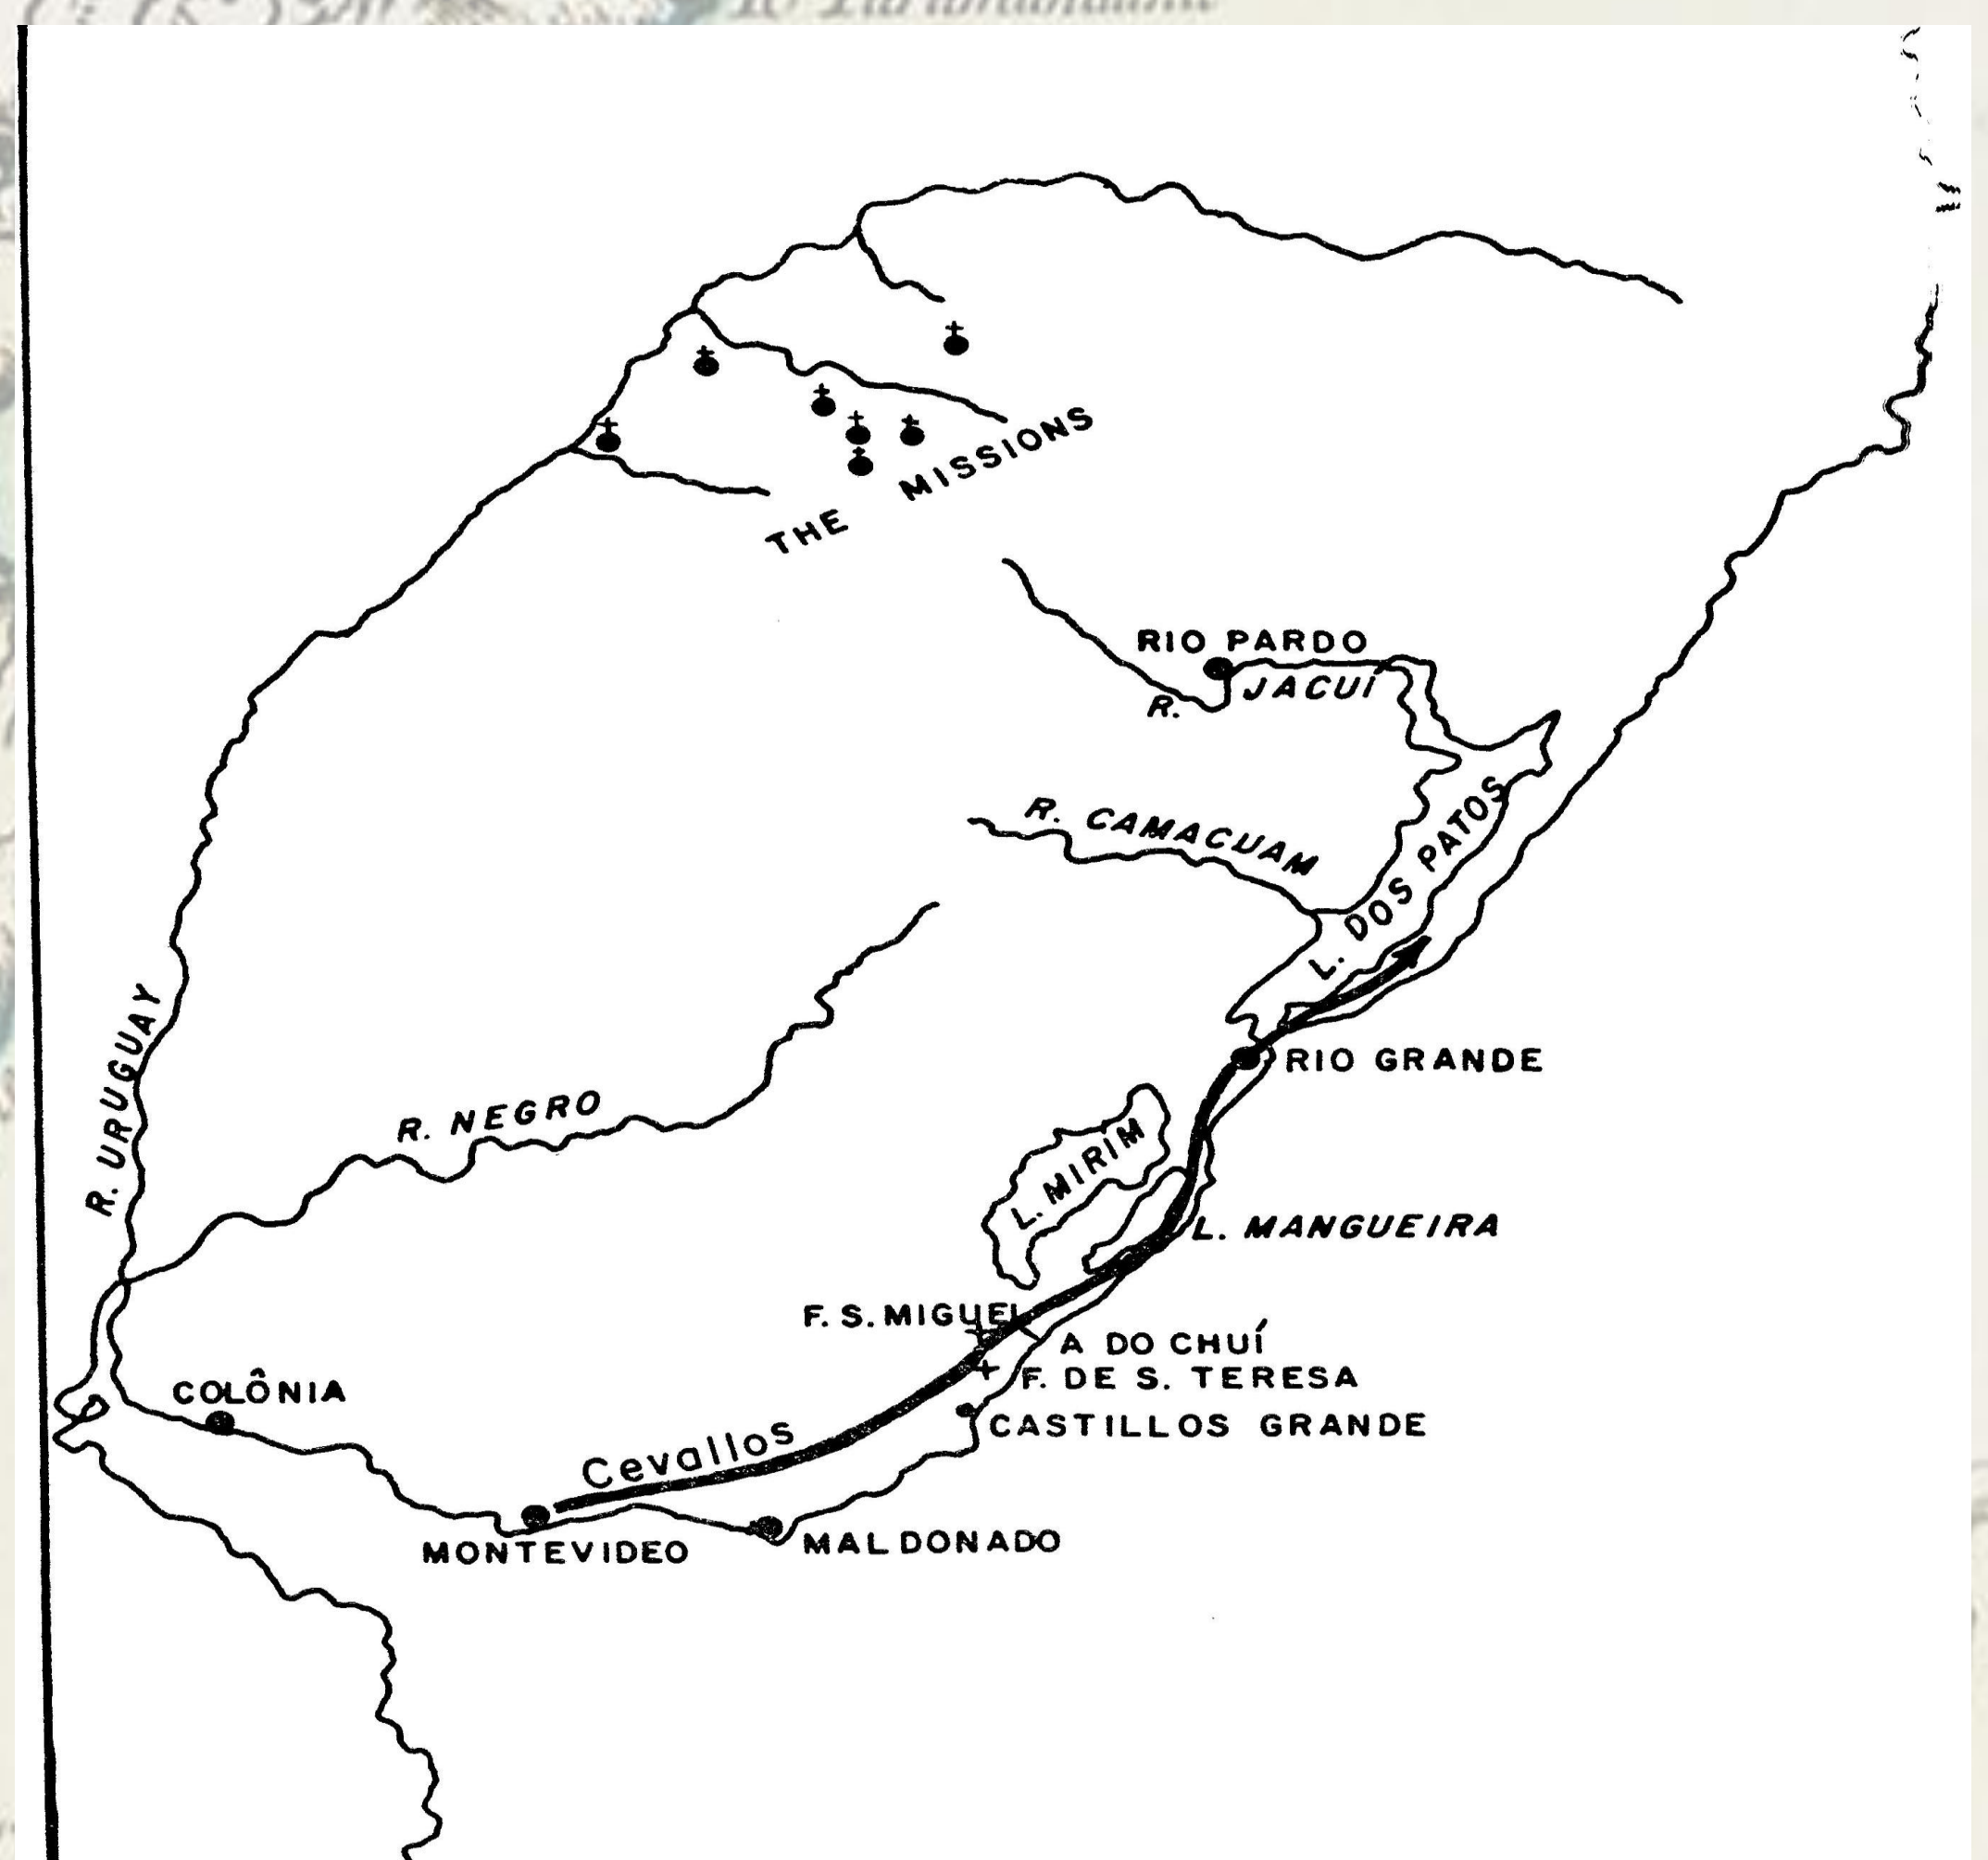 THE MISSIONS
RIO PARDO
R. JACUÍ
R. CAMACUAM
L. DOS PATOS
R. URUGUAY
R. NEGRO
RIO GRANDE
L. MIRIM
L. MANGUEIRA
F. S. MIGUEL
A DO CHUÍ
F. DE S. TERESA
COLÔNIA
CASTILLOS GRANDE
Cevallos
MONTEVIDEO
MALDONADO